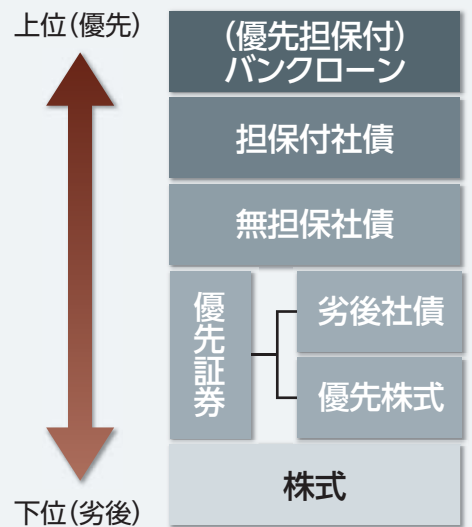 上位（優先）
（優先担保付）
バンクローン
担保付社債
無担保社債
優先証券
劣後社債
優先株式
株式
下位（劣後）